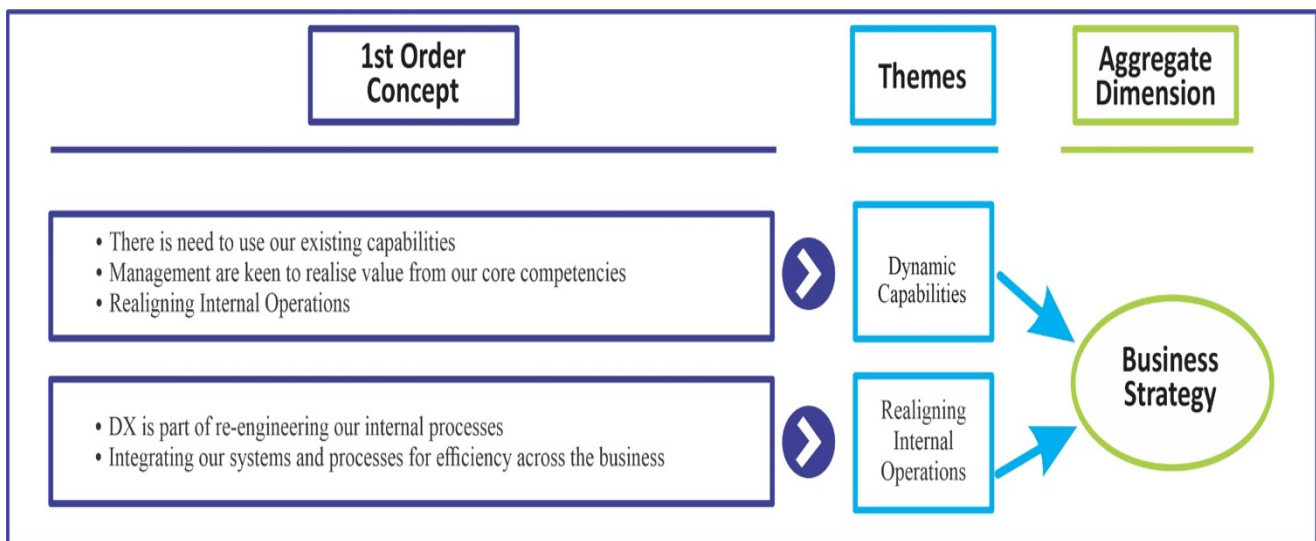 1st Order
Concept
Themes
Aggregate
Dimension
• There is need to use our existing capabilities
• Management are keen to realise value from our core competencies
• Realigning Internal Operations
Dynamic
Capabilities
• DX is part of re-engineering our internal processes
• Integrating our systems and processes for efficiency across the business
Realigning
Internal
Operations
Business
Strategy